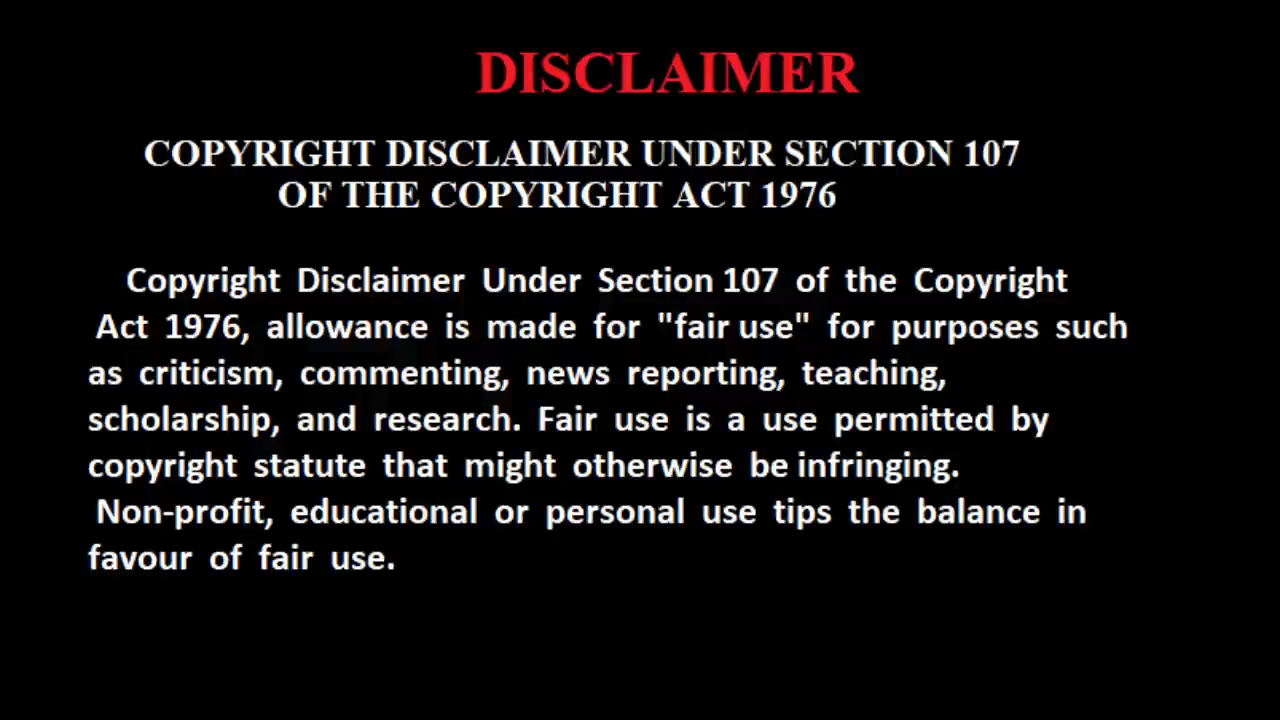 DISCLAIMER
COPYRIGHT DISCLAIMER UNDER SECTION 107
OF THE COPYRIGHT ACT 1976
Copyright Disclaimer Under Section 107 of the Copyright
Act 1976, allowance is made for "fair use" for purposes such
as criticism, commenting, news reporting, teaching,
scholarship, and research. Fair use is a use permitted by
copyright statute that might otherwise be infringing.
Non-profit, educational or personal use tips the balance in
favour of fair use.